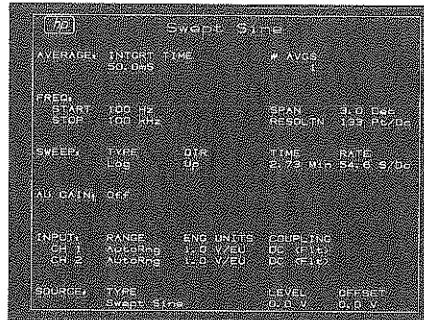 hp Swept Sine
AVERAGE: INTGRT TIME # AVGS
50.0mS 1
FREQ:
START 100 Hz SPAN 3.0 Dec
STOP 100 kHz RESOLTN 133 Pt/Dc
SWEEP: TYPE DIR TIME RATE
Log Up 2.73 Min 54.6 S/Dc
AU GAIN: Off
INPUT: RANGE ENG UNITS COUPLING
CH 1 AutoRng 1.0 V/EU DC (Flt)
CH 2 AutoRng 1.0 V/EU DC (Flt)
SOURCE: TYPE LEVEL OFFSET
Swept Sine 0.0 V 0.0 V